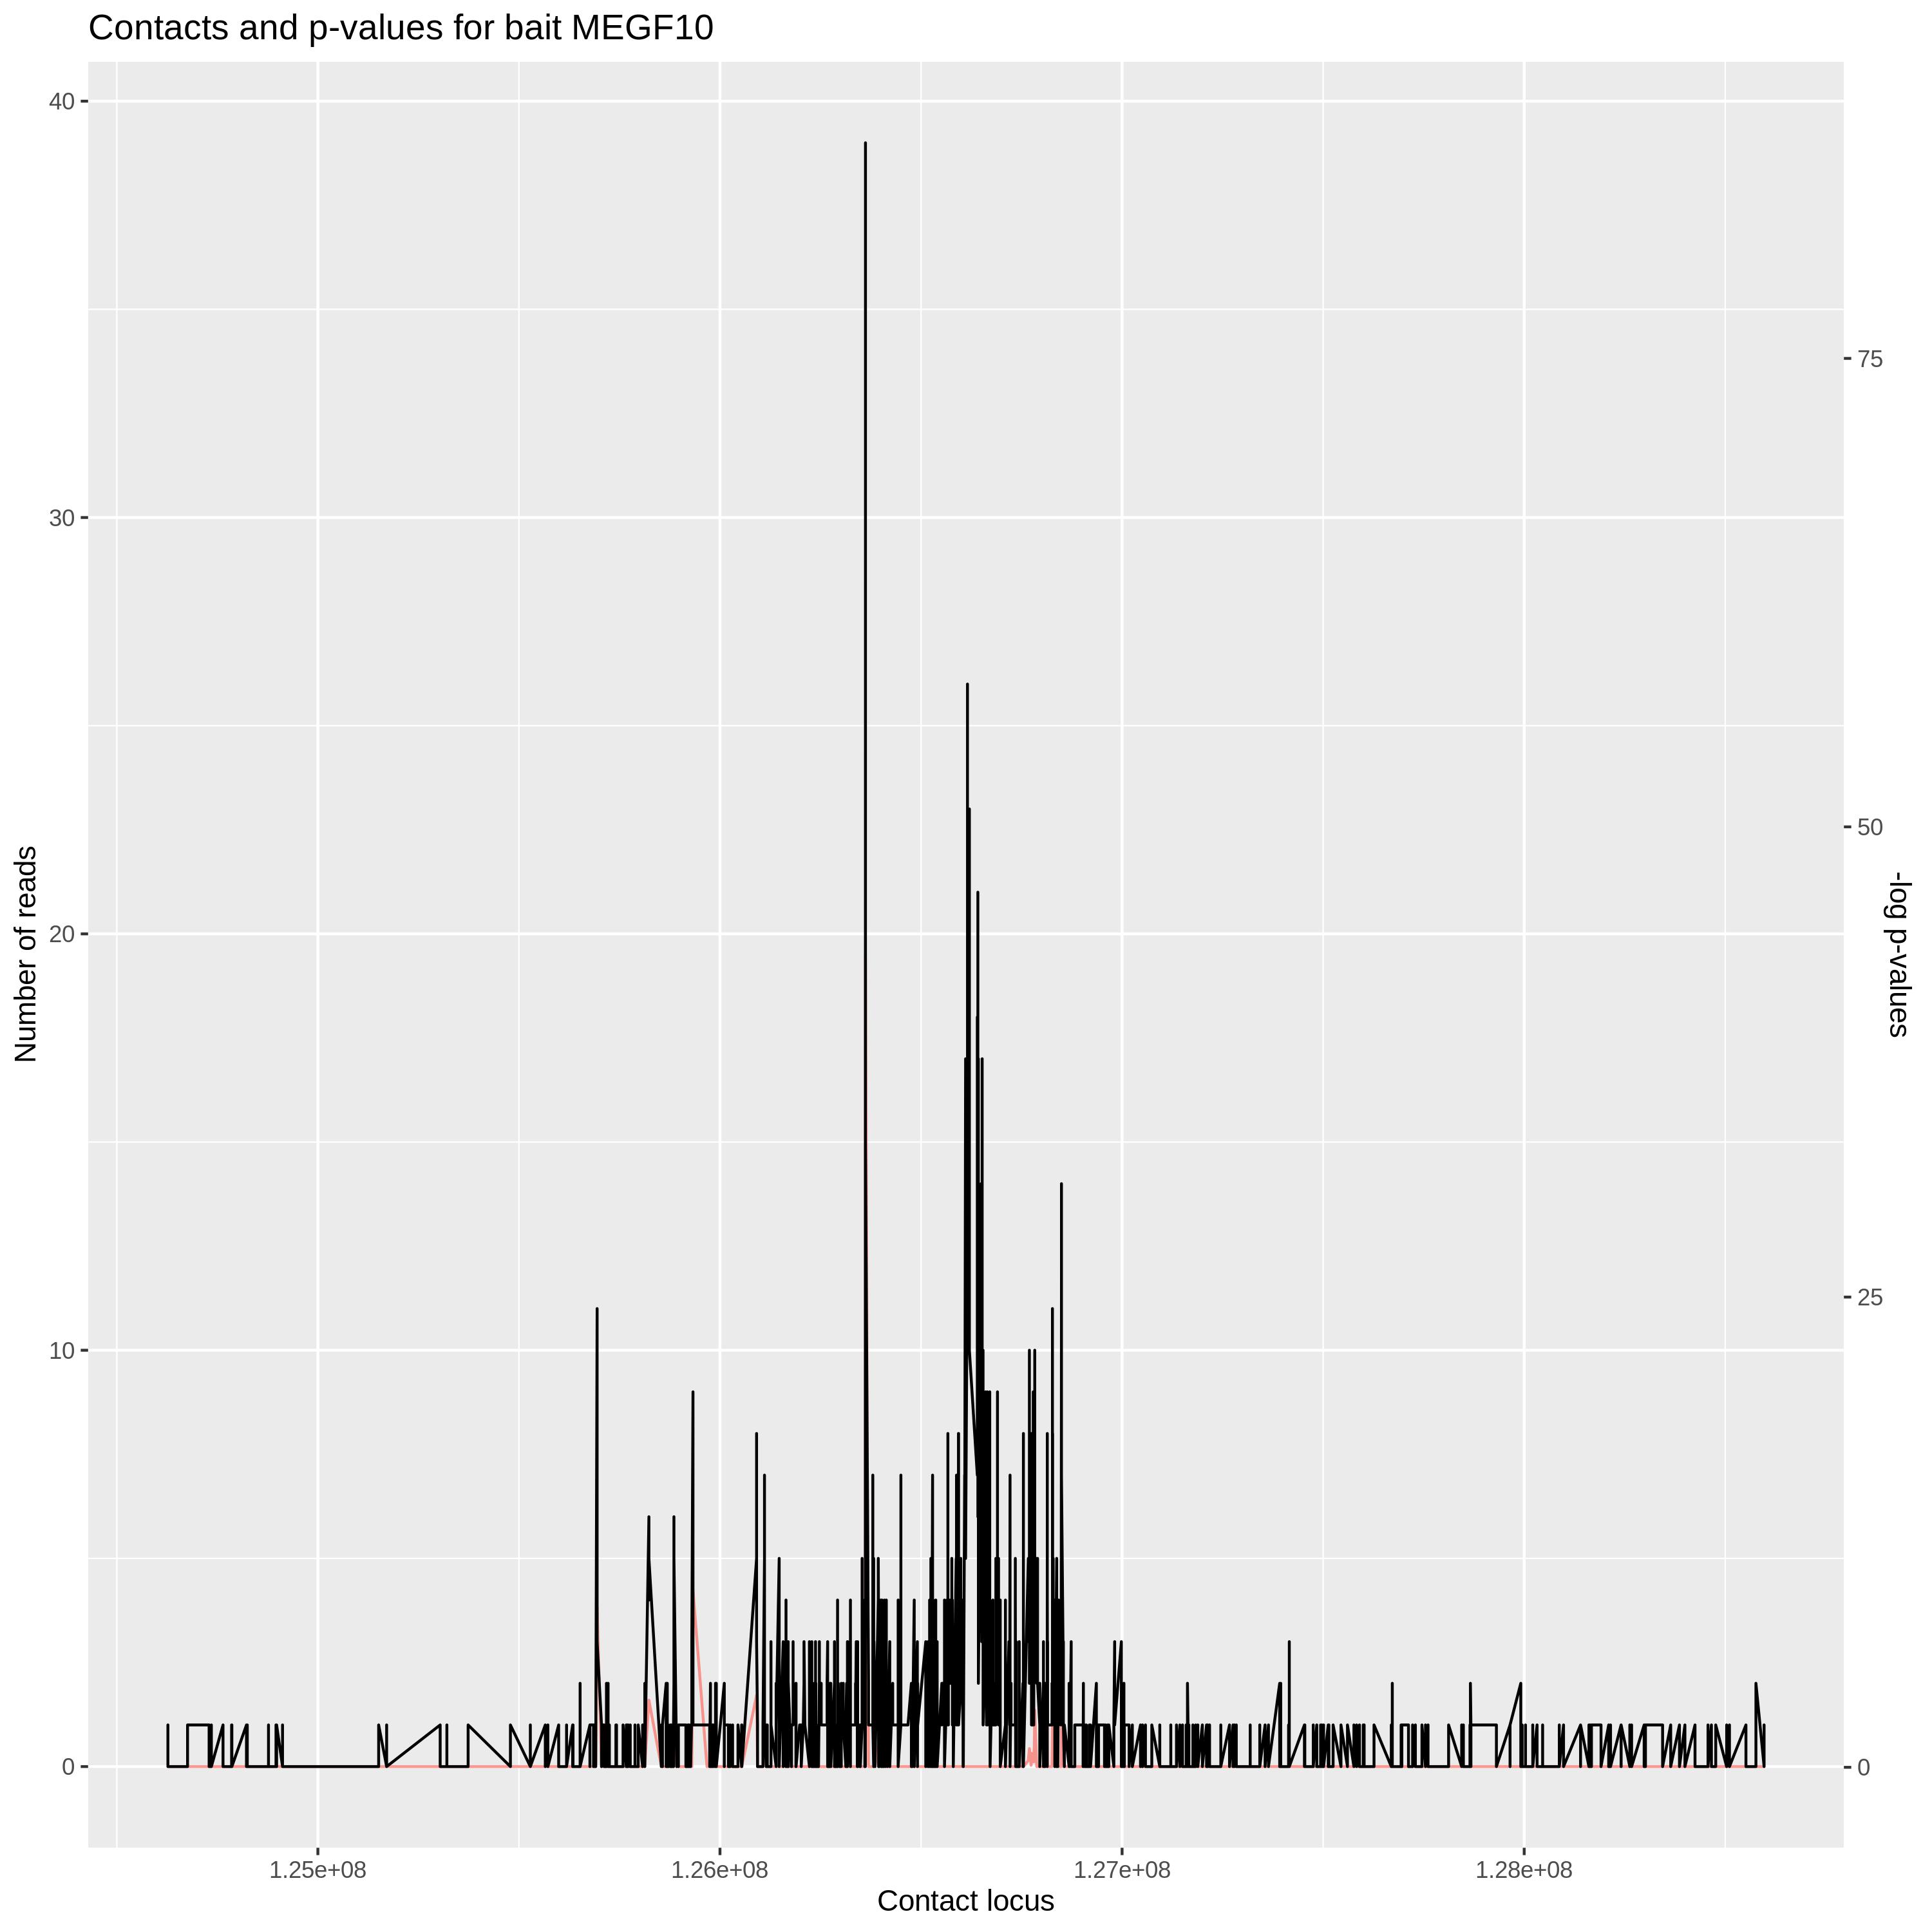 Contacts and p-values for bait MEGF10
40
30
20
10
0
Number of reads
75
50
25
0
-log p-values
1.25e+08
1.26e+08
1.27e+08
1.28e+08
Contact locus